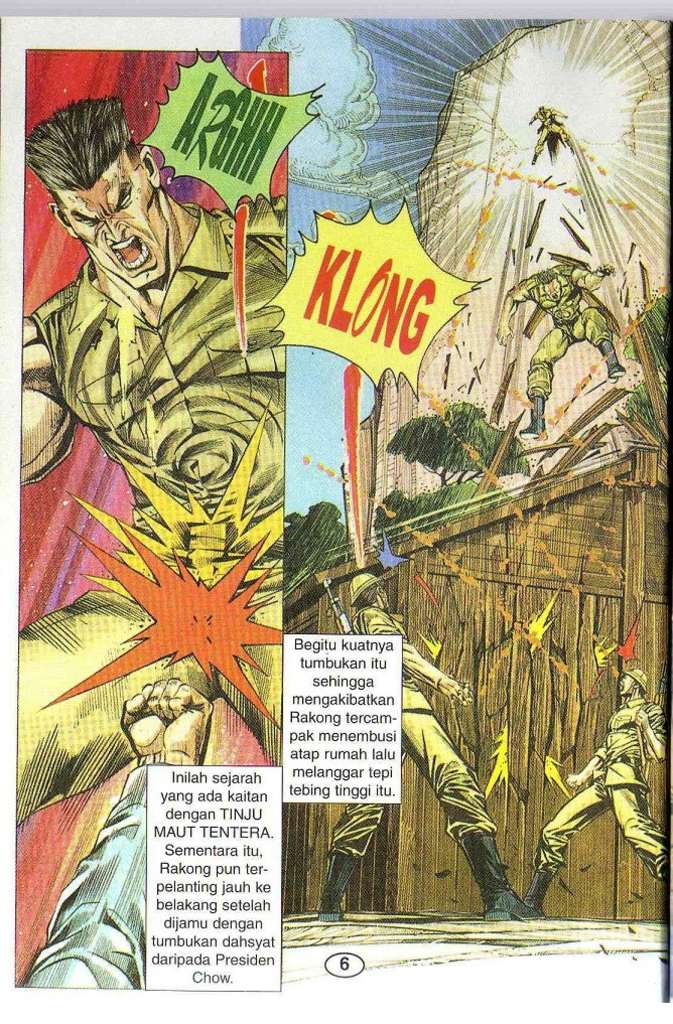 ARGHH
KLONG
Begitu kuatnya
tumbukan itu
sehingga
mengakibatkan
Rakong tercam-
pak menembusi
atap rumah lalu
melanggar tepi
tebing tinggi itu.
Inilah sejarah
yang ada kaitan
dengan TINJU
MAUT TENTERA.
Sementara itu,
Rakong pun ter-
pelanting jauh ke
belakang setelah
dijamu dengan
tumbukan dahsyat
daripada Presiden
Chow.
6